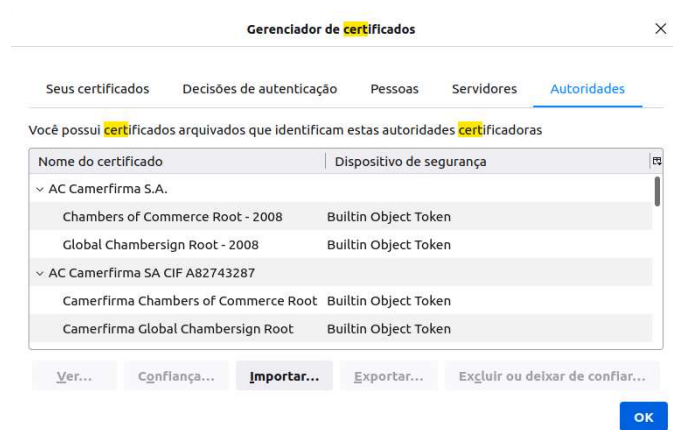 Gerenciador de certificados
Seus certificados Decisões de autenticação Pessoas Servidores Autoridades
Você possui certificados arquivados que identificam estas autoridades certificadoras
Nome do certificado Dispositivo de segurança
AC Camerfirma S.A.
Chambers of Commerce Root - 2008 Builtin Object Token
Global Chambersign Root - 2008 Builtin Object Token
AC Camerfirma SA CIF A82743287
Camerfirma Chambers of Commerce Root Builtin Object Token
Camerfirma Global Chambersign Root Builtin Object Token
Ver... Confiança... Importar... Exportar... Excluir ou deixar de confiar...
OK